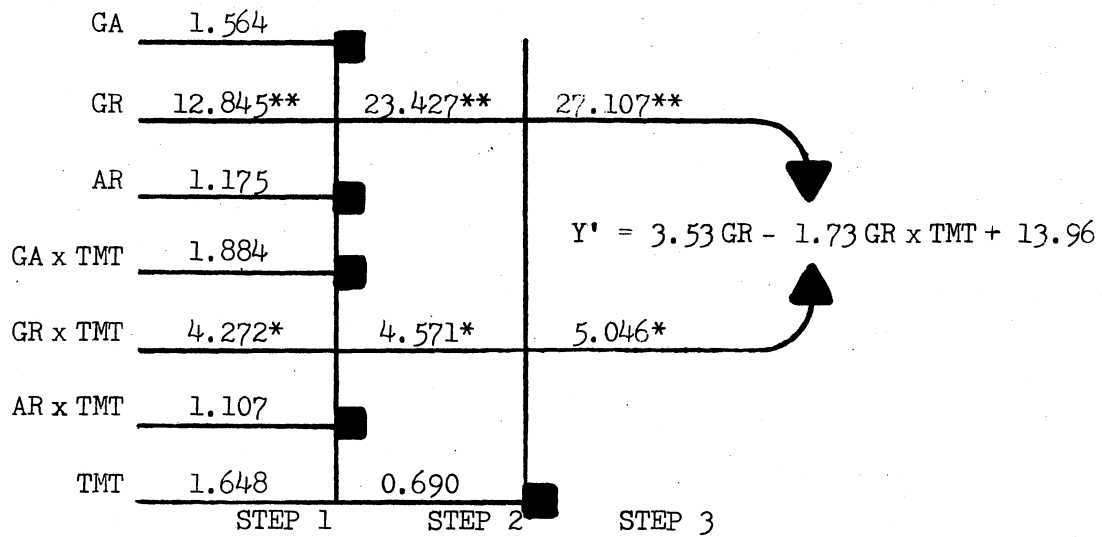 GA 1.564
GR 12.845** 23.427** 27.107**
AR 1.175
Y' = 3.53 GR - 1.73 GR x TMT + 13.96
GA x TMT 1.884
GR x TMT 4.272* 4.571* 5.046*
AR x TMT 1.107
TMT 1.648 0.690
STEP 1 STEP 2 STEP 3